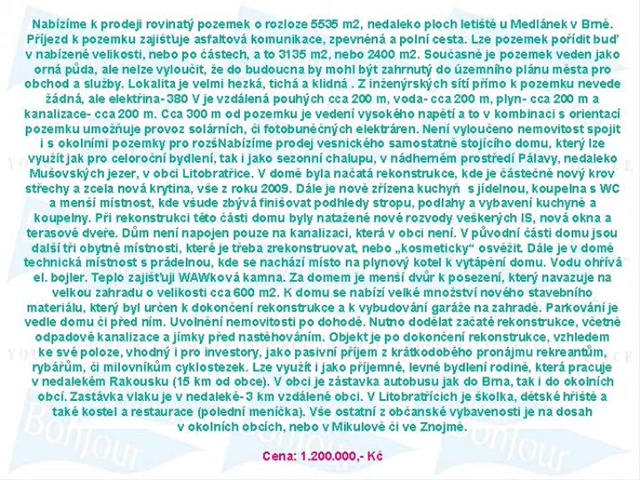 Nabízíme k prodeji rovinatý pozemek o rozloze 5535 m2, nedaleko ploch letiště u Medlánek v Brně.
Příjezd k pozemku zajišťuje asfaltová komunikace, zpevněná a polní cesta. Lze pozemek pořídit buď
v nabízené velikosti, nebo po částech, a to 3135 m2, nebo 2400 m2. Současně je pozemek veden jako
orná půda, ale nelze vyloučit, že do budoucna by mohl být zahrnutý do územního plánu města pro
obchod a služby. Lokalita je velmi hezká, tichá a klidná . Z inženýrských sítí přímo k pozemku nevede
žádná, ale elektřina- 380 V je vzdálená pouhých cca 200 m, voda- cca 200 m, plyn- cca 200 m a
kanalizace- cca 200 m. Cca 300 m od pozemku je vedení vysokého napětí a to v kombinaci s orientací
pozemku umožňuje provoz solárních, či fotobuněčných elektráren. Není vyloučeno nemovitost spojit
i s okolními pozemky pro rozšNabízíme prodej vesnického samostatně stojícího domu, který lze
využít jak pro celoroční bydlení, tak i jako sezonní chalupu, v nádherném prostředí Pálavy, nedaleko
Mušovských jezer, v obci Litobratřice. V domě byla načatá rekonstrukce, kde je částečně nový krov
střechy a zcela nová krytina, vše z roku 2009. Dále je nově zřízena kuchyň s jídelnou, koupelna s WC
a menší místnost, kde všude zbývá finišovat podhledy stropu, podlahy a vybavení kuchyně a
koupelny. Při rekonstrukci této části domu byly natažené nové rozvody veškerých IS, nová okna a
terasové dveře. Dům není napojen pouze na kanalizaci, která v obci není. V původní části domu jsou
další tři obytné místnosti, které je třeba zrekonstruovat, nebo „kosmeticky“ osvěžit. Dále je v domě
technická místnost s prádelnou, kde se nachází místo na plynový kotel k vytápění domu. Vodu ohřívá
el. bojler. Teplo zajišťují WAWkovná kamna. Za domem je menší dvůr k posezení, který navazuje na
velkou zahradu o velikosti cca 600 m2. K domu se nabízí velké množství nového stavebního
materiálu, který byl určen k dokončení rekonstrukce a k vybudování garáže na zahradě. Parkování je
vedle domu či před ním. Uvolnění nemovitosti po dohodě. Nutno dodělat začaté rekonstrukce, včetně
odpadové kanalizace a jímky před nastěhováním. Objekt je po dokončení rekonstrukce, vzhledem
ke své poloze, vhodný i pro investory, jako pasivní příjem z krátkodobého pronájmu rekreantům,
rybářům, či milovníkům cyklostezek. Lze využít i jako příjemné, levné bydlení rodině, která pracuje
v nedalekém Rakousku (15 km od obce). V obci je zástavka autobusu jak do Brna, tak i do okolních
obcí. Zastávka vlaku je v nedaleké- 3 km vzdálené obci. V Litobratřicích je školka, dětské hřiště a
také kostel a restaurace (polední meníčka). Vše ostatní z občanské vybavenosti je na dosah
v okolních obcích, nebo v Mikulově či ve Znojmě.
Cena: 1.200.000,- Kč